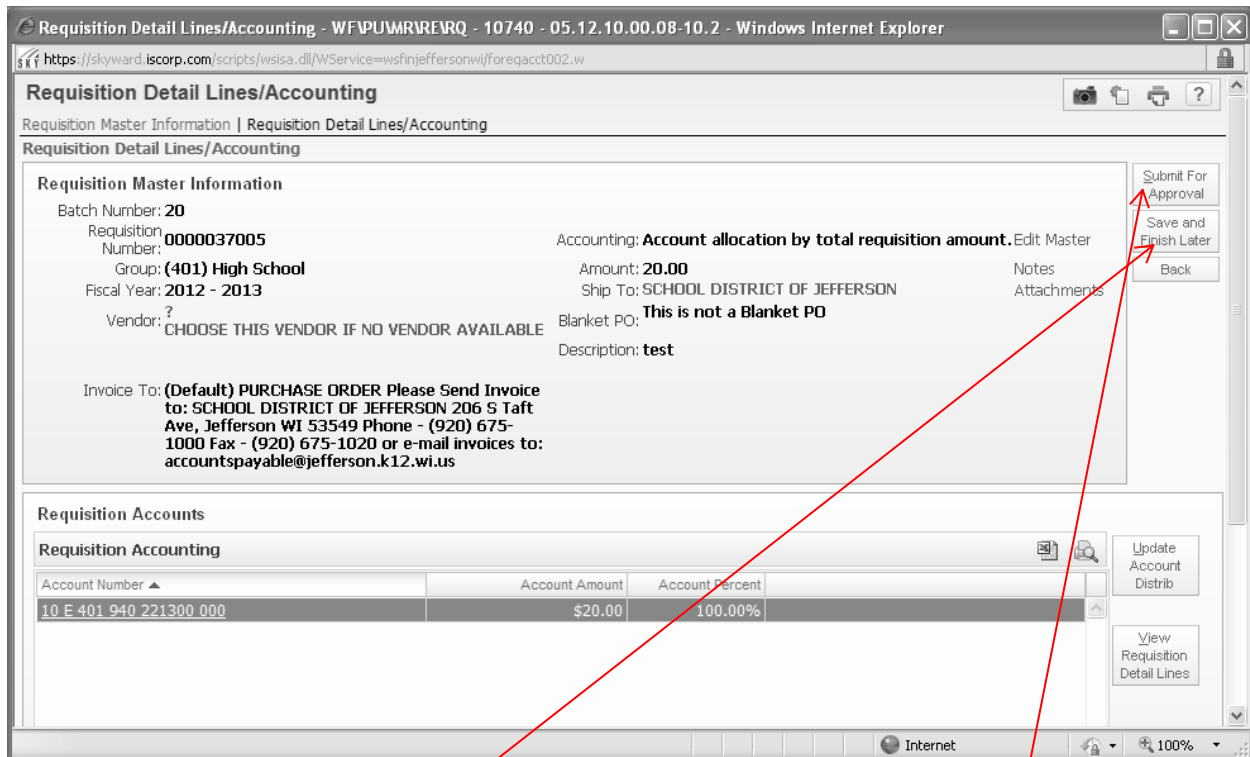 Requisition Detail Lines/Accounting - WF\PU\MR\RE\RQ - 10740 - 05.12.10.00.08-10.2 - Windows Internet Explorer
https://skyward.iscorp.com/scripts/wsisa.dll/WService=wsfinjeffersonwi/foreqacct002.w
Requisition Detail Lines/Accounting
?
Requisition Master Information | Requisition Detail Lines/Accounting
Requisition Detail Lines/Accounting
Requisition Master Information
Batch Number: 20
Requisition Number: 0000037005
Group: (401) High School
Fiscal Year: 2012 - 2013
Vendor: ?
CHOOSE THIS VENDOR IF NO VENDOR AVAILABLE
Accounting: Account allocation by total requisition amount. Edit Master
Amount: 20.00 Notes
Ship To: SCHOOL DISTRICT OF JEFFERSON Attachments
Blanket PO: This is not a Blanket PO
Description: test
Invoice To: (Default) PURCHASE ORDER Please Send Invoice
to: SCHOOL DISTRICT OF JEFFERSON 206 S Taft
Ave, Jefferson WI 53549 Phone - (920) 675-
1000 Fax - (920) 675-1020 or e-mail invoices to:
accountspayable@jefferson.k12.wi.us
Submit For
Approval
Save and
Finish Later
Back
Requisition Accounts
Requisition Accounting
Account Number Account Amount Account Percent
10 E 401 940 221300 000 $20.00 100.00%
Update
Account
Distrib
View
Requisition
Detail Lines
Internet 100%